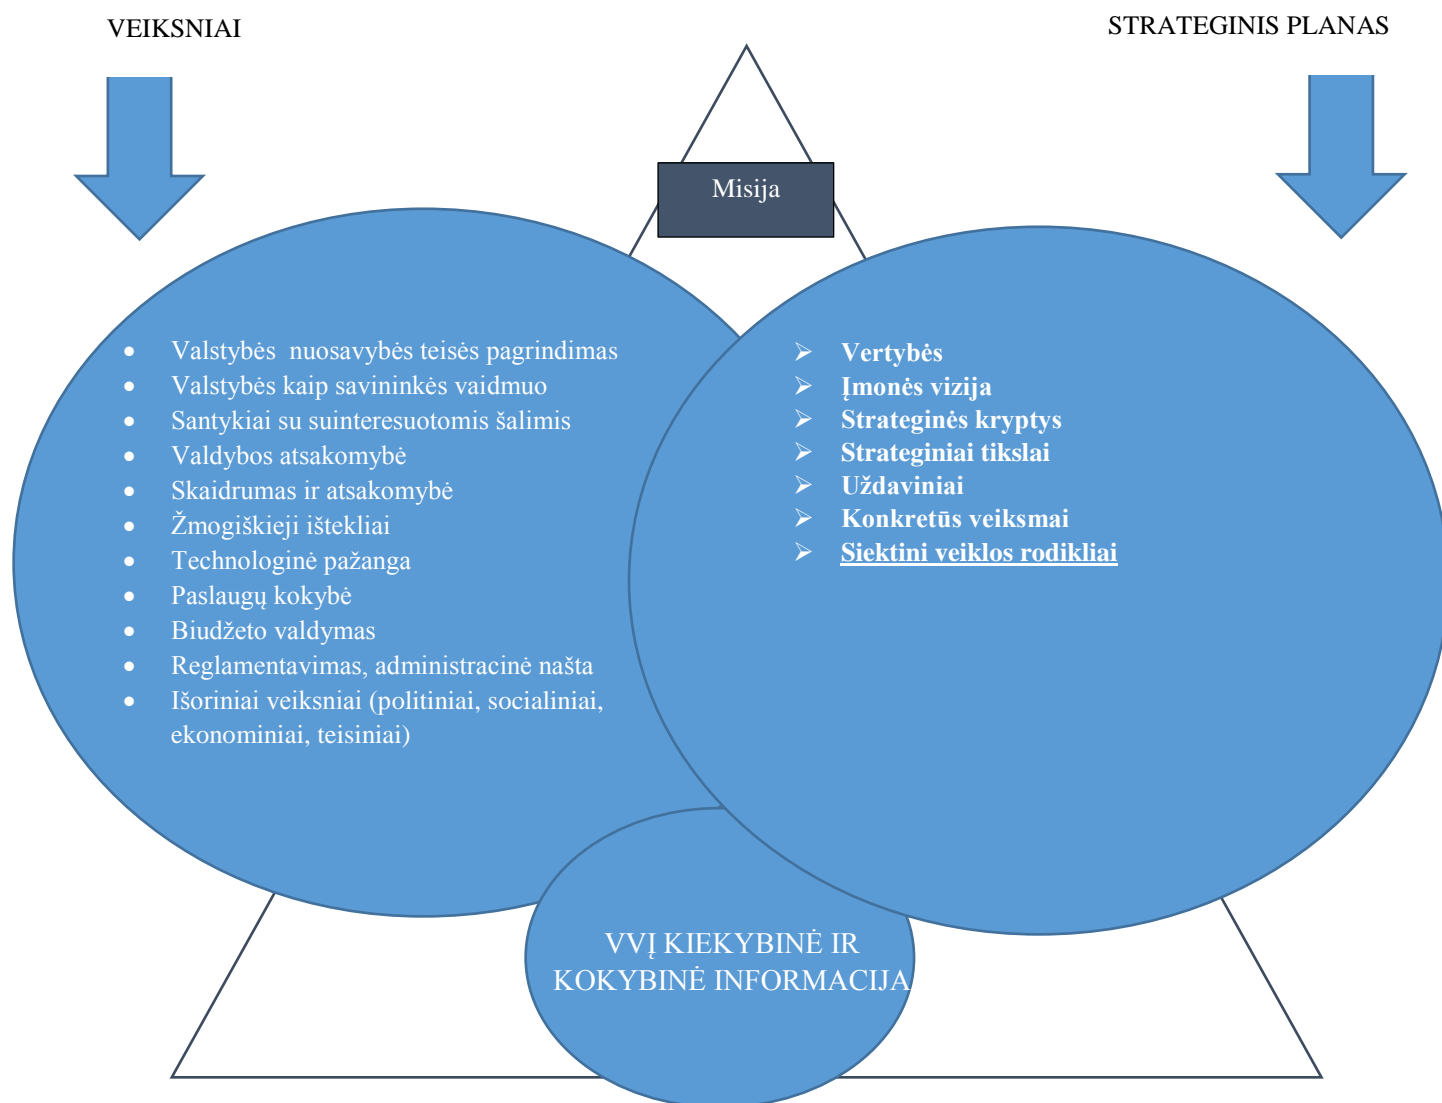 VEIKSNIAI
STRATEGINIS PLANAS
Misija
• Valstybės nuosavybės teisės pagrindimas
• Valstybės kaip savininkės vaidmuo
• Santykiai su suinteresuotomis šalimis
• Valdybos atsakomybė
• Skaidrumas ir atsakomybė
• Žmogiškieji ištekliai
• Technologinė pažanga
• Paslaugų kokybė
• Biudžeto valdymas
• Reglamentavimas, administracinė našta
• Išoriniai veiksniai (politiniai, socialiniai,
ekonominiai, teisiniai)
➢ Vertybės
➢ Įmonės vizija
➢ Strateginės kryptys
➢ Strateginiai tikslai
➢ Uždaviniai
➢ Konkretūs veiksmai
➢ Siektini veiklos rodikliai
VVĮ KIEKYBINĖ IR
KOKYBINĖ INFORMACIJA